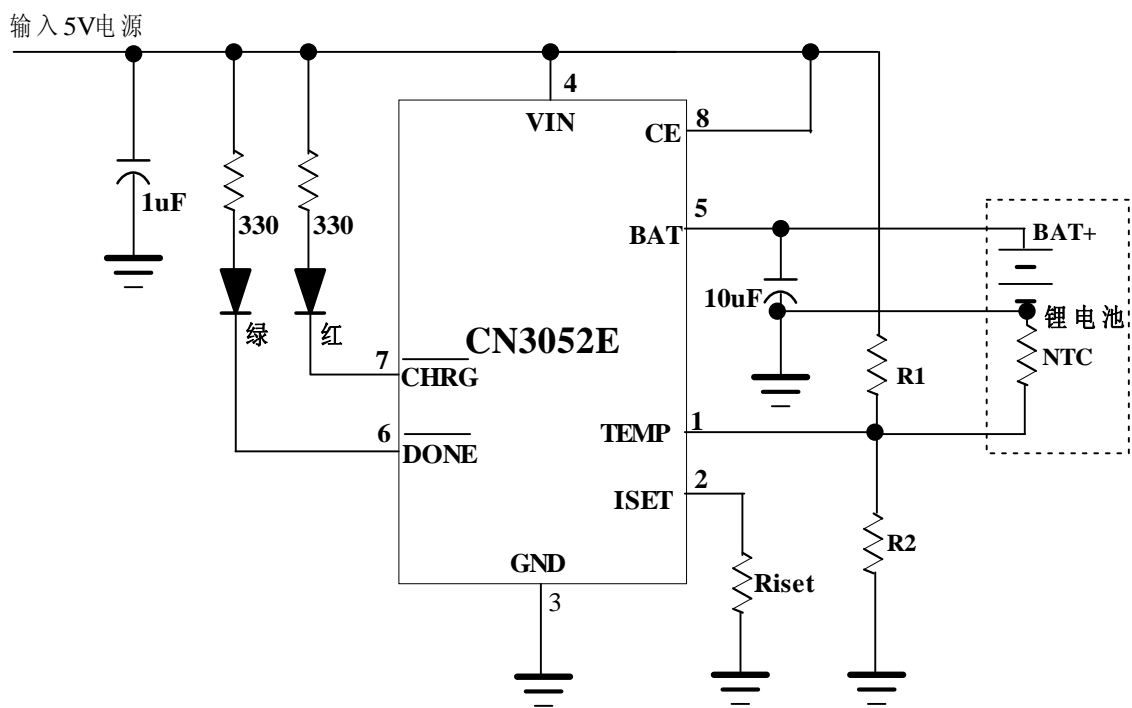 输入5V电源
4
VIN
8
CE
1uF
330
330
5
BAT
BAT+
10uF
绿
红
锂电池
CN3052E
NTC
7
CHRG
R1
6
DONE
1
TEMP
2
ISET
R2
GND
3
Riset